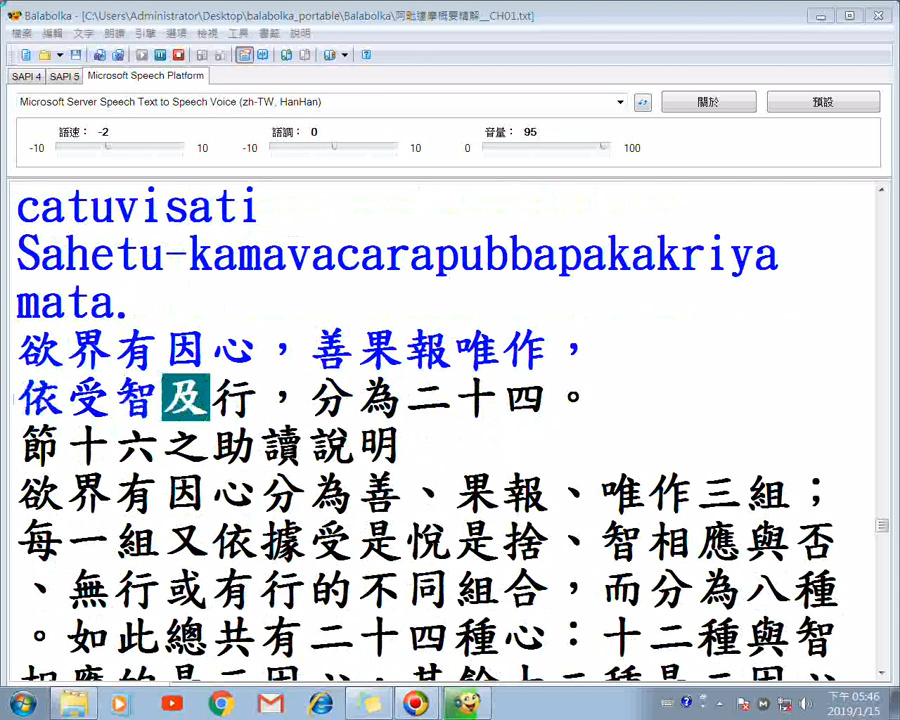 Balabolka - [C:\Users\Administrator\Desktop\balabolka_portable\Balabolka\阿毗達摩概要精解__CH01.txt]
檔案 編輯 文字 朗讀 引擎 選項 檢視 工具 書籤 說明
SAPI 4 SAPI 5 Microsoft Speech Platform
Microsoft Server Speech Text to Speech Voice (zh-TW, HanHan) 關於 預設
語速： -2 語調： 0 音量： 95
-10 10 -10 10 0 100
catuvisati
Sahetu-kamavacarapubbapakakriya
mata.
欲界有因心，善果報唯作，
依受智及行，分為二十四。
節十六之助讀說明
欲界有因心分為善、果報、唯作三組；
每一組又依據受是悅是捨、智相應與否
、無行或有行的不同組合，而分為八種
。如此總共有二十四種心：十二種與智
下午 05:46
2019/1/15